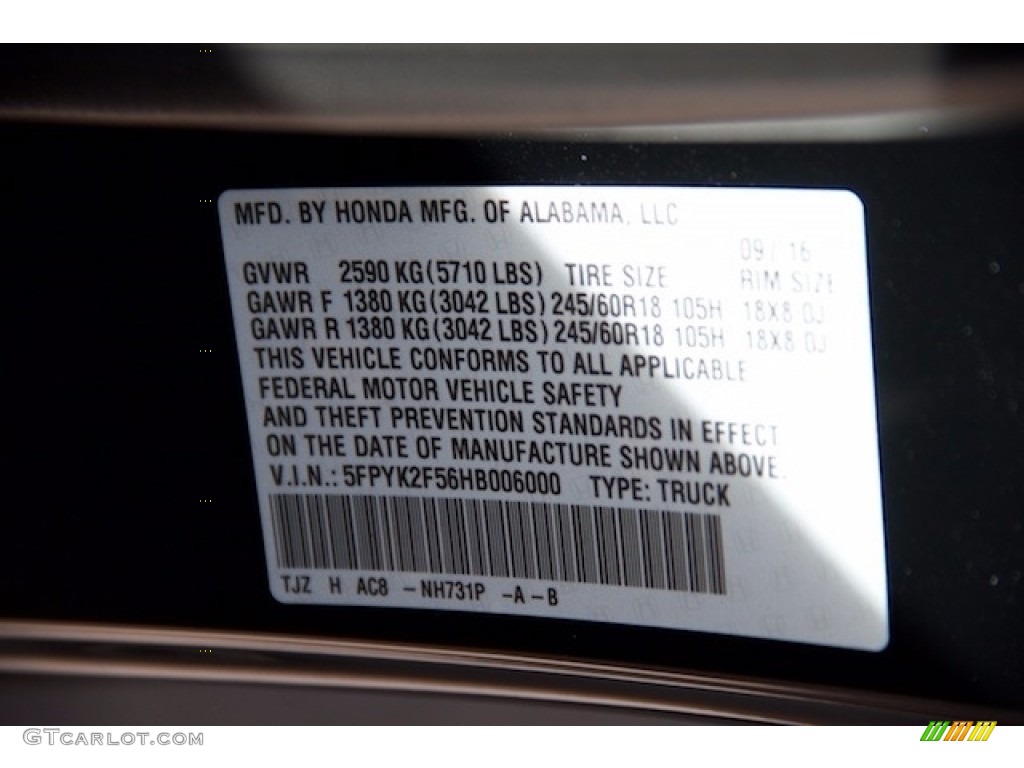 MFD. BY HONDA MFG. OF ALABAMA, LLC
09/16
GVWR 2590 KG(5710 LBS) TIRE SIZE RIM SIZE
GAWR F 1380 KG(3042 LBS) 245/60R18 105H 18X8.0J
GAWR R 1380 KG(3042 LBS) 245/60R18 105H 18X8.0J
THIS VEHICLE CONFORMS TO ALL APPLICABLE
FEDERAL MOTOR VEHICLE SAFETY
AND THEFT PREVENTION STANDARDS IN EFFECT
ON THE DATE OF MANUFACTURE SHOWN ABOVE.
V.I.N.: 5FPYK2F56HB006000 TYPE: TRUCK
TJZ H AC8 -NH731P -A-B
GTCarlot.com